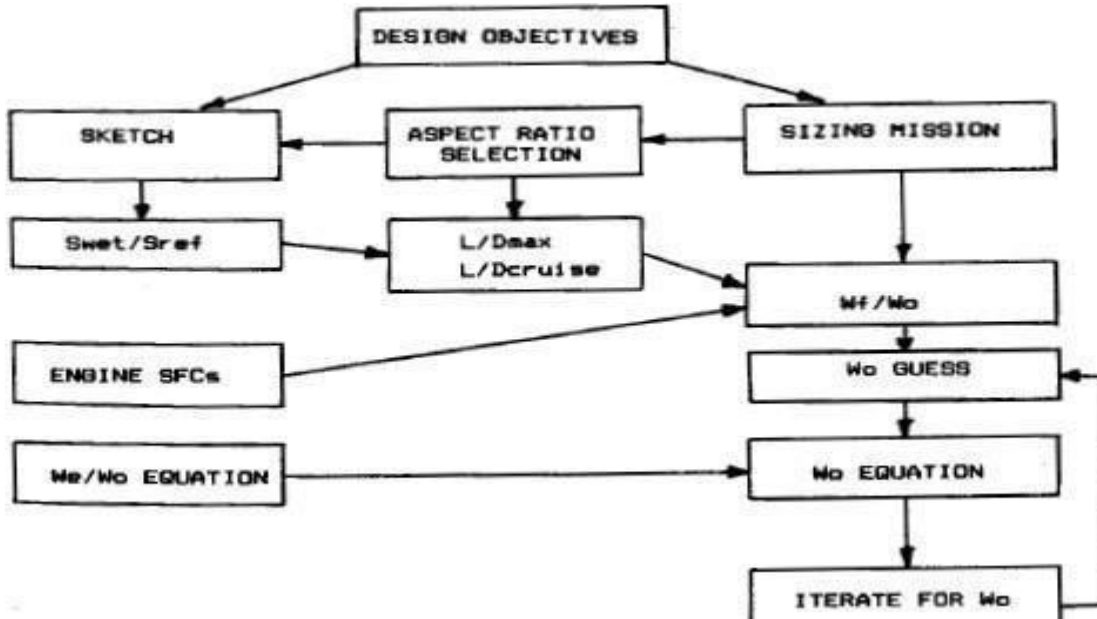 DESIGN OBJECTIVES
SKETCH
ASPECT RATIO
SELECTION
SIZING MISSION
Swet/Sref
L/Dmax
L/Dcruise
Wf/Wo
ENGINE SFCs
Wo GUESS
We/Wo EQUATION
Wo EQUATION
ITERATE FOR Wo